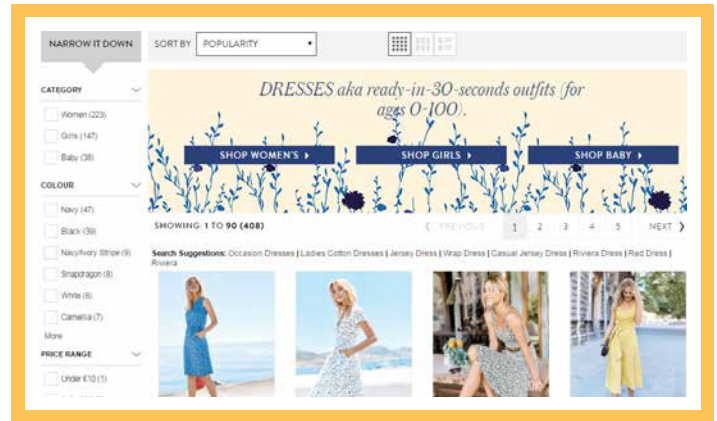 NARROW IT DOWN
SORT BY POPULARITY
CATEGORY
Women (223)
Girls (147)
Baby (38)
COLOUR
Navy (47)
Black (39)
Navy/Ivory Stripe (9)
Snapdragon (8)
White (8)
Camellia (7)
More
PRICE RANGE
Under £10 (1)
DRESSES aka ready-in-30-seconds outfits (for
ages 0-100).
SHOP WOMEN'S
SHOP GIRLS
SHOP BABY
SHOWING: 1 TO 90 (408)
PREVIOUS 1 2 3 4 5 NEXT
Search Suggestions: Occasion Dresses | Ladies Cotton Dresses | Jersey Dress | Wrap Dress | Casual Jersey Dress | Riviera Dress | Red Dress |
Riviera